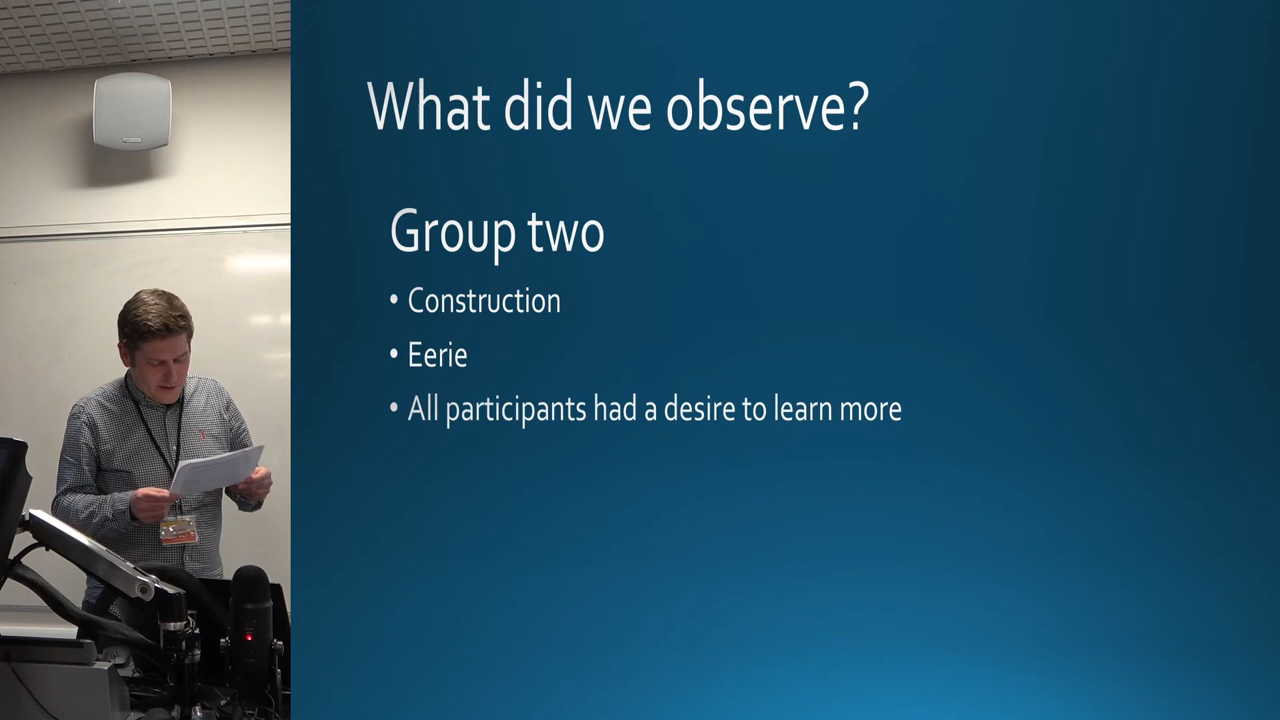 What did we observe?
Group two
• Construction
• Eerie
• All participants had a desire to learn more